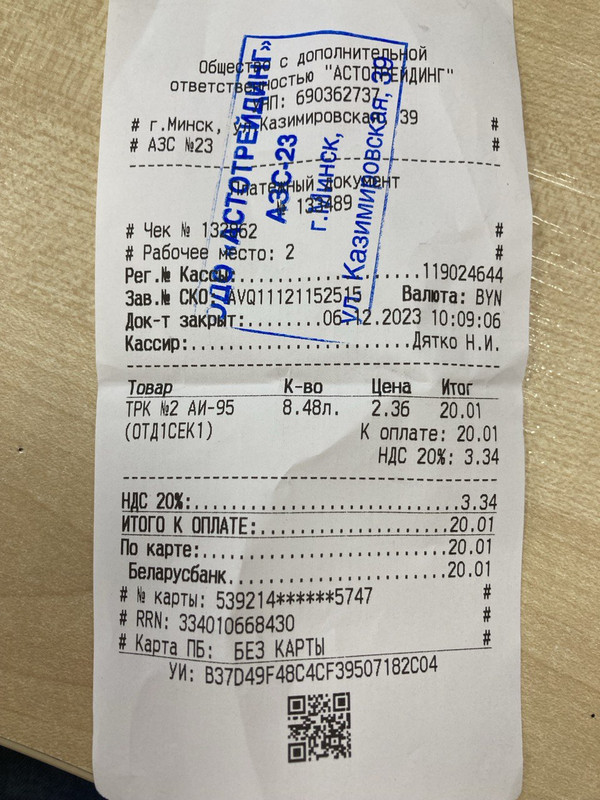 Общество с дополнительной
ответственностью "АСТОТРЕЙДИНГ"
УНП: 690362737
# г.Минск, ул.Казимировская, 39 #
# АЗС №23 #
Платежный документ
№ 133489
# Чек № 132862 #
# Рабочее место: 2 #
Рег.№ Кассы:....................119024644
Зав.№ СКО: AVQ11121152515 Валюта: BYN
Док-т закрыт:........06.12.2023 10:09:06
Кассир:.......................Дятко Н.И.
Товар К-во Цена Итог
ТРК №2 АИ-95 8.48л. 2.36 20.01
(ОТД1СЕК1) К оплате: 20.01
НДС 20%: 3.34
НДС 20%:.............................3.34
ИТОГО К ОПЛАТЕ:.....................20.01
По карте:...........................20.01
Беларусбанк.........................20.01
# № карты: 539214******5747 #
# RRN: 334010668430 #
# Карта ПБ: БЕЗ КАРТЫ #
УИ: B37D49F48C4CF39507182C04
ОДО «АСТОТРЕЙДИНГ»
АЗС-23
г.Минск,
ул. Казимировская, 39